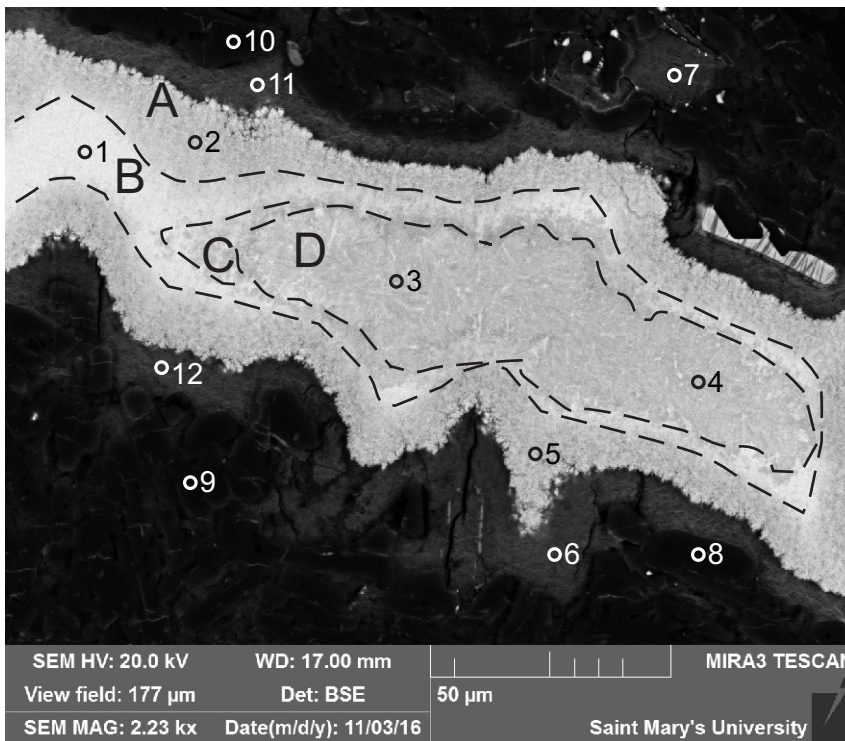 10
11
7
A
2
1
B
C
D
3
4
12
5
9
6
8
SEM HV: 20.0 kV WD: 17.00 mm MIRA3 TESCAN
View field: 177 µm Det: BSE 50 µm
SEM MAG: 2.23 kx Date(m/d/y): 11/03/16 Saint Mary's University